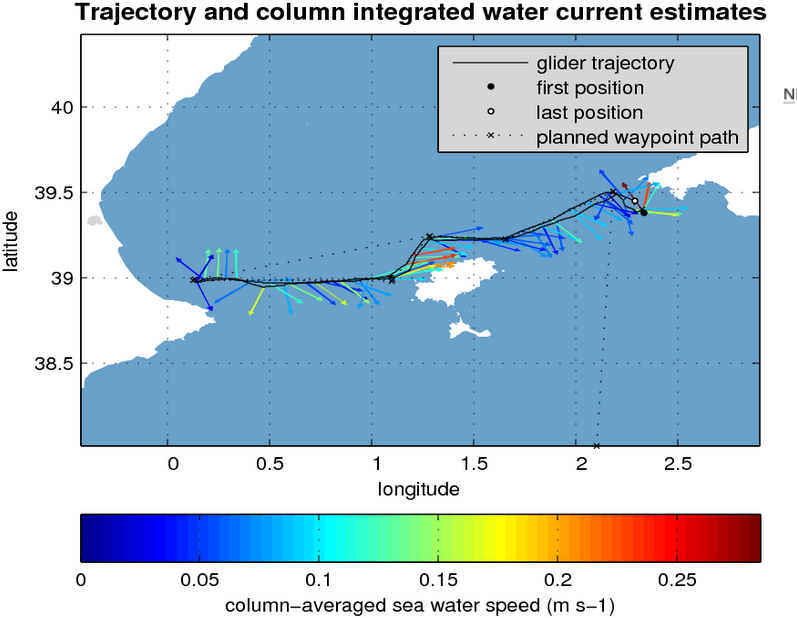 Trajectory and column integrated water current estimates
glider trajectory
first position
last position
planned waypoint path
40
39.5
39
38.5
latitude
0 0.5 1 1.5 2 2.5
longitude
0 0.05 0.1 0.15 0.2 0.25
column−averaged sea water speed (m s−1)